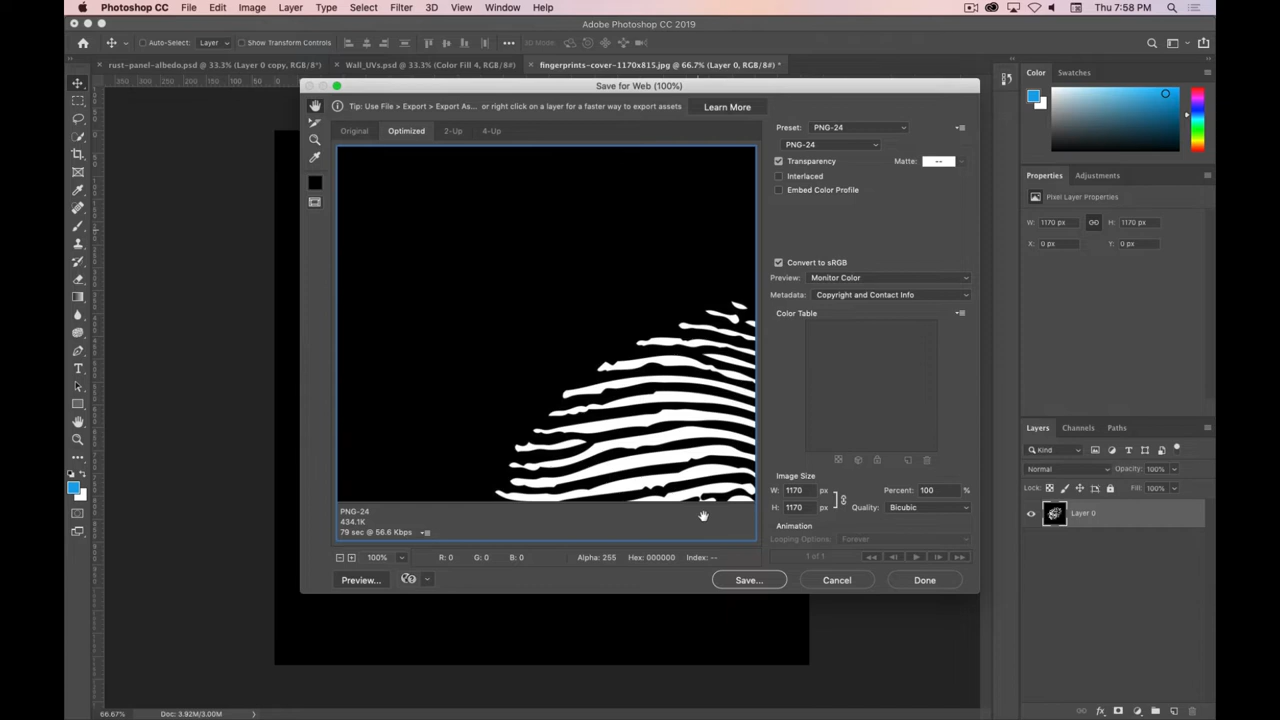 Photoshop CC File Edit Image Layer Type Select Filter 3D View Window Help Thu 7:58 PM
Adobe Photoshop CC 2019
Auto-Select: Layer Show Transform Controls 3D Mode:
rust-panel-albedo.psd @ 33.3% (Layer 0 copy, RGB/8*) Wall_UVs.psd @ 33.3% (Color Fill 4, RGB/8#) fingerprints-cover-1170x815.jpg @ 66.7% (Layer 0, RGB/8#) *
Save for Web (100%)
Tip: Use File > Export > Export As... or right click on a layer for a faster way to export assets Learn More
Original Optimized 2-Up 4-Up
Preset: PNG-24
PNG-24
Transparency Matte: --
Interlaced
Embed Color Profile
Convert to sRGB
Preview: Monitor Color
Metadata: Copyright and Contact Info
Color Table
Image Size
W: 1170 px Percent: 100 %
H: 1170 px Quality: Bicubic
Animation
Looping Options: Forever
1 of 1
PNG-24
434.1K
79 sec @ 56.6 Kbps
100% R: 0 G: 0 B: 0 Alpha: 255 Hex: 000000 Index: --
Preview... Save... Cancel Done
Color Swatches
Properties Adjustments
Pixel Layer Properties
W: 1170 px H: 1170 px
X: 0 px Y: 0 px
Layers Channels Paths
Kind
Normal Opacity: 100%
Lock: Fill: 100%
Layer 0
66.67% Doc: 3.92M/3.00M